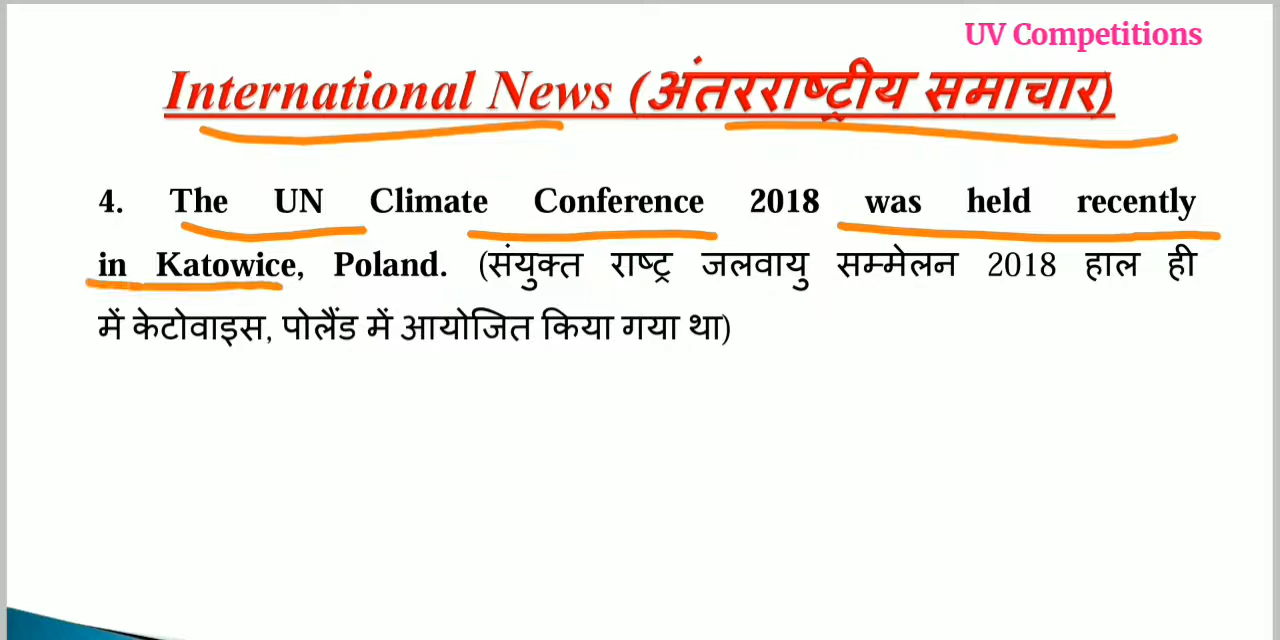 UV Competitions
International News (अंतरराष्ट्रीय समाचार)
4. The UN Climate Conference 2018 was held recently
in Katowice, Poland. (संयुक्त राष्ट्र जलवायु सम्मेलन 2018 हाल ही
में केटोवाइस, पोलैंड में आयोजित किया गया था)